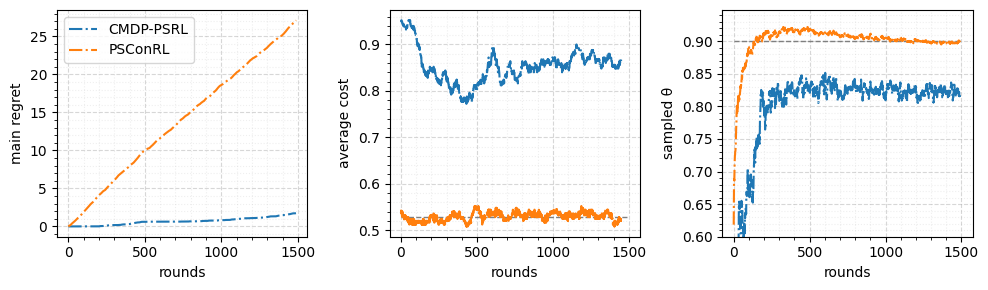 CMDP-PSRL
PSConRL
main regret
25
20
15
10
5
0
0 500 1000 1500
rounds
average cost
0.9
0.8
0.7
0.6
0.5
0 500 1000 1500
rounds
sampled θ
0.90
0.85
0.80
0.75
0.70
0.65
0.60
0 500 1000 1500
rounds